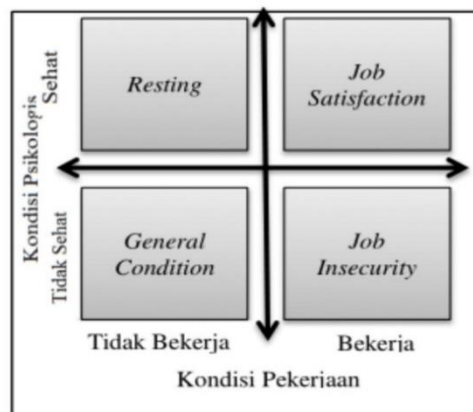 Kondisi Psikologis
Sehat
Tidak Sehat
Resting
Job
Satisfaction
General
Condition
Job
Insecurity
Tidak Bekerja
Bekerja
Kondisi Pekerjaan